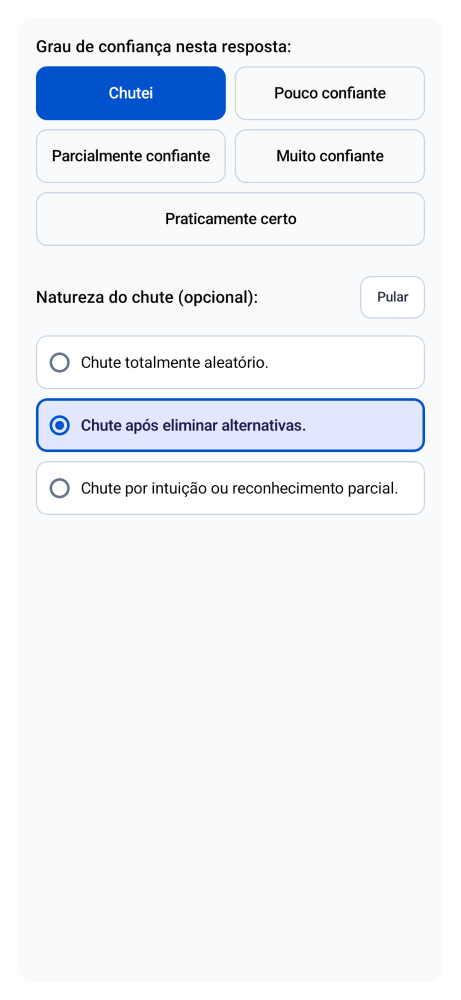 Grau de confiança nesta resposta:
Chutei
Pouco confiante
Parcialmente confiante
Muito confiante
Praticamente certo
Natureza do chute (opcional):
Pular
Chute totalmente aleatório.
Chute após eliminar alternativas.
Chute por intuição ou reconhecimento parcial.